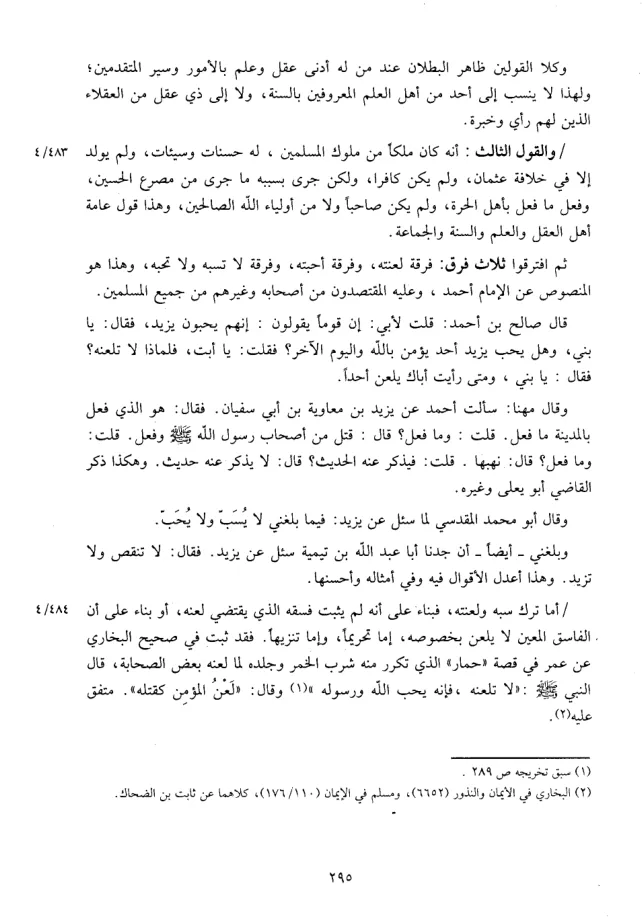 وكلا القولين ظاهر البطلان عند من له أدنى عقل وعلم بالأمور وسير المتقدمين؛
ولهذا لا ينسب إلى أحد من أهل العلم المعروفين بالسنة، ولا إلى ذي عقل من العقلاء
الذين لهم رأي وخبرة.
/ والقول الثالث : أنه كان ملكاً من ملوك المسلمين ، له حسنات وسيئات، ولم يولد ٤/٤٨٣
إلا في خلافة عثمان، ولم يكن كافرا، ولكن جرى بسببه ما جرى من مصرع الحسين،
وفعل ما فعل بأهل الحرة، ولم يكن صاحباً ولا من أولياء الله الصالحين، وهذا قول عامة
أهل العقل والعلم والسنة والجماعة.
ثم افترقوا ثلاث فرق: فرقة لعنته، وفرقة أحبته، وفرقة لا تسبه ولا تحبه، وهذا هو
المنصوص عن الإمام أحمد ، وعليه المقتصدون من أصحابه وغيرهم من جميع المسلمين.
قال صالح بن أحمد: قلت لأبي: إن قوماً يقولون : إنهم يحبون يزيد، فقال: يا
بني، وهل يحب يزيد أحد يؤمن بالله واليوم الآخر؟ فقلت: يا أبت، فلماذا لا تلعنه؟
فقال : يا بني ، ومتى رأيت أباك يلعن أحداً.
وقال مهنا: سألت أحمد عن يزيد بن معاوية بن أبي سفيان. فقال: هو الذي فعل
بالمدينة ما فعل. قلت : وما فعل؟ قال : قتل من أصحاب رسول الله ﷺ وفعل. قلت:
وما فعل؟ قال: نهبها . قلت: فيذكر عنه الحديث؟ قال: لا يذكر عنه حديث. وهكذا ذكر
القاضي أبو يعلى وغيره.
وقال أبو محمد المقدسي لما سئل عن يزيد: فيما بلغني لا يُسَبّ ولا يُحَبّ.
وبلغني ـ أيضاً ـ أن جدنا أبا عبد الله بن تيمية سئل عن يزيد. فقال: لا تنقص ولا
تزيد. وهذا أعدل الأقوال فيه وفي أمثاله وأحسنها.
/ أما ترك سبه ولعنته، فبناء على أنه لم يثبت فسقه الذي يقتضي لعنه، أو بناء على أن ٤/٤٨٤
الفاسق المعين لا يلعن بخصوصه، إما تحريماً، وإما تنزيهاً. فقد ثبت في صحيح البخاري
عن عمر في قصة «حمار» الذي تكرر منه شرب الخمر وجلده لما لعنه بعض الصحابة، قال
النبي ﷺ :«لا تلعنه ،فإنه يحب الله ورسوله »(١) وقال: «لَعْنُ المؤمن كقتله». متفق
عليه(٢).
(١) سبق تخريجه ص ٢٨٩ .
(٢) البخاري في الأيمان والنذور (٦٦٥٢)، ومسلم في الإيمان (١٧٦/١١٠)، كلاهما عن ثابت بن الضحاك.
٢٩٥